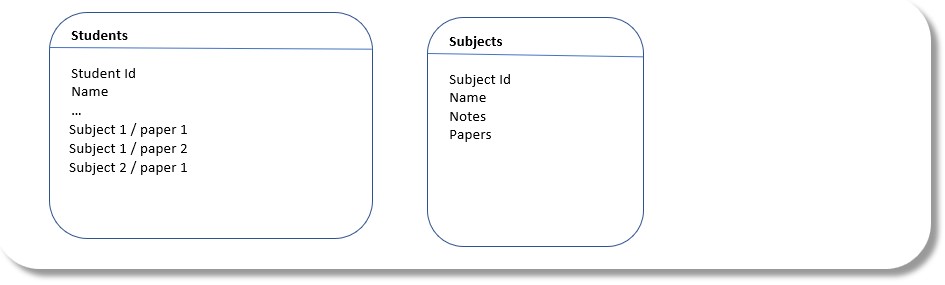 Students
Student Id
Name
...
Subject 1 / paper 1
Subject 1 / paper 2
Subject 2 / paper 1
Subjects
Subject Id
Name
Notes
Papers